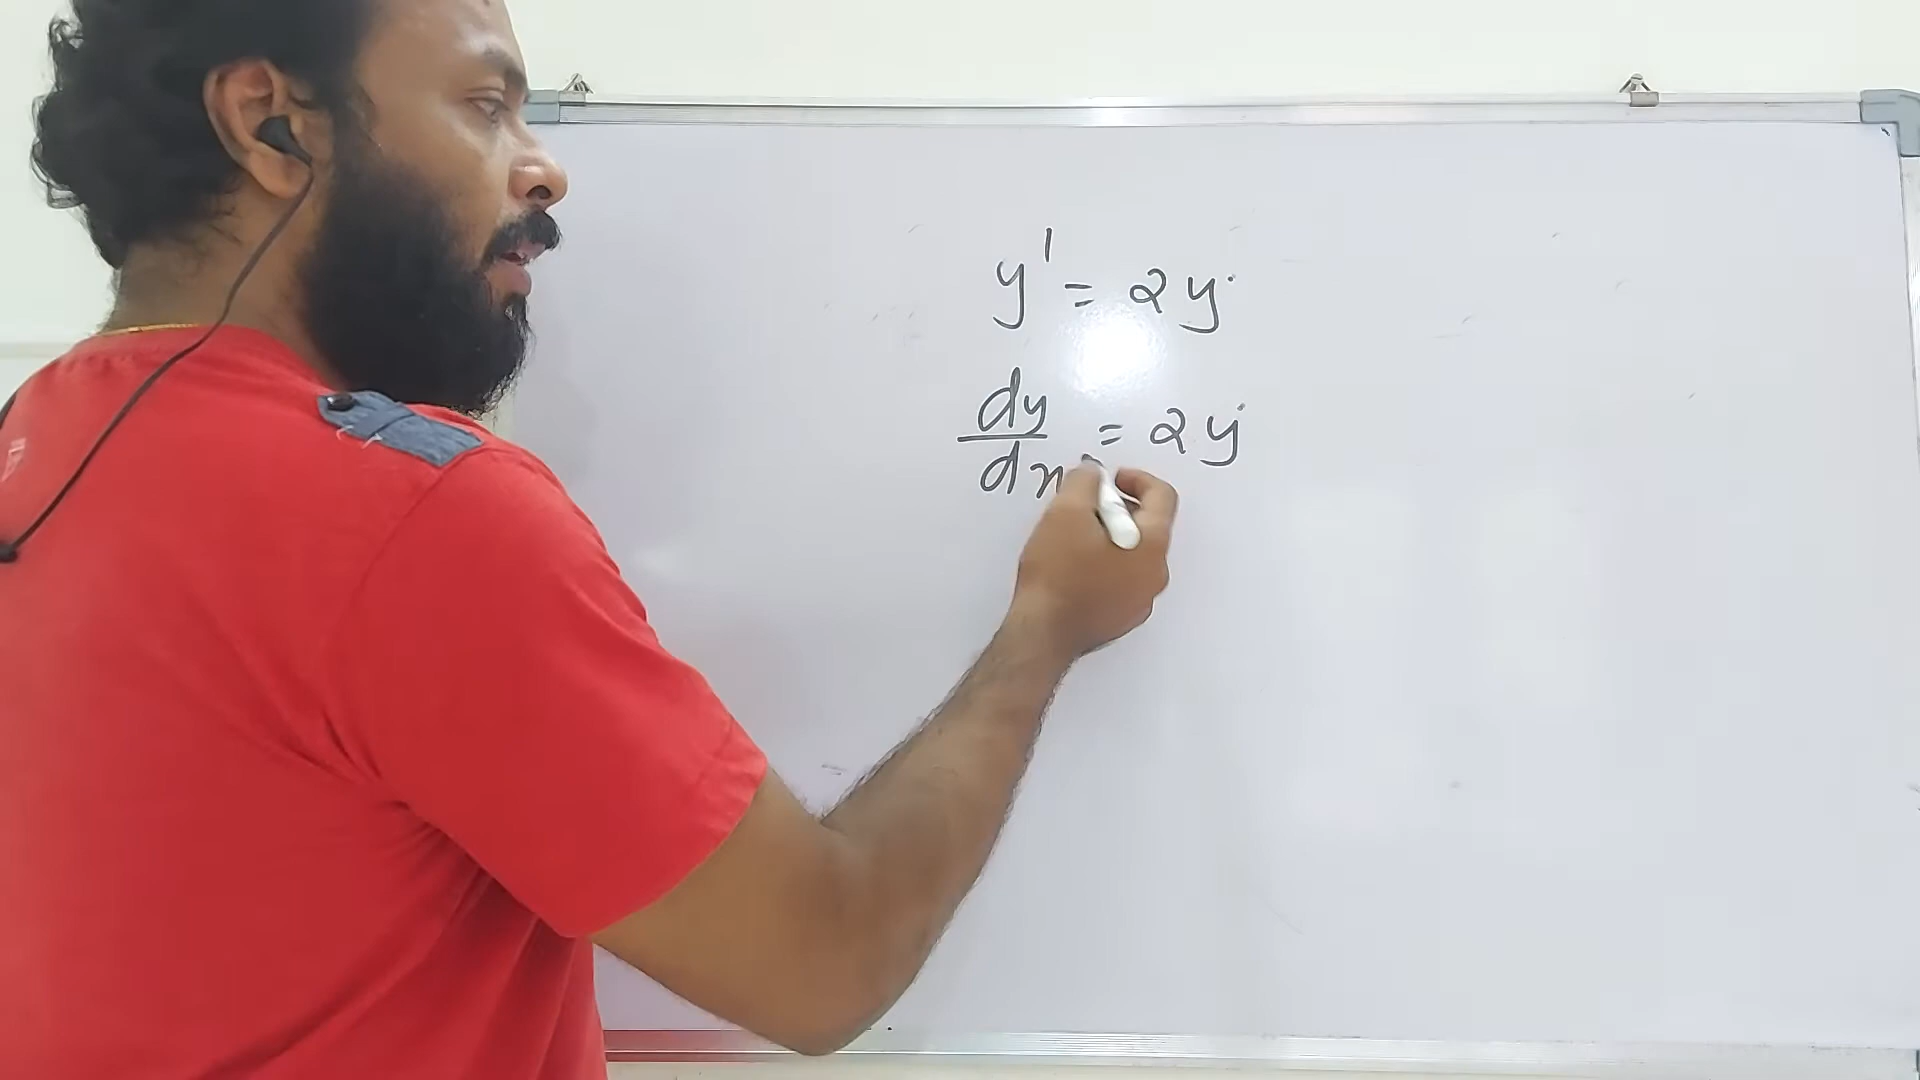 y' = 2y
dy/dx = 2y